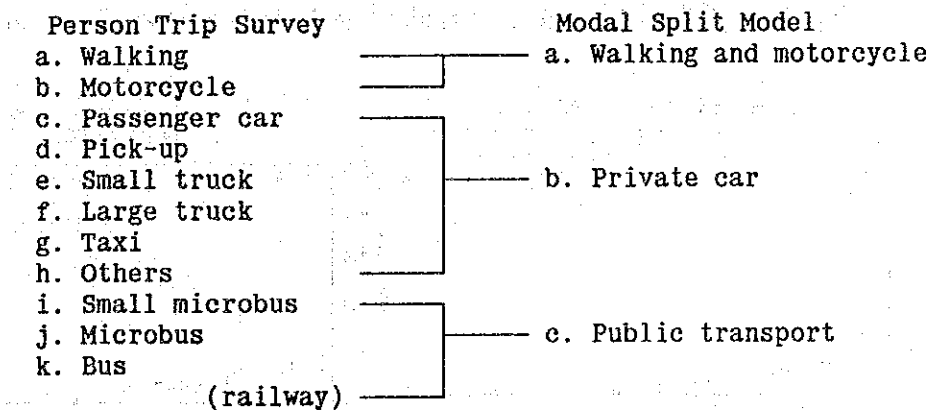 Person Trip Survey Modal Split Model
a. Walking a. Walking and motorcycle
b. Motorcycle
c. Passenger car
d. Pick-up
e. Small truck b. Private car
f. Large truck
g. Taxi
h. Others
i. Small microbus
j. Microbus c. Public transport
k. Bus
(railway)